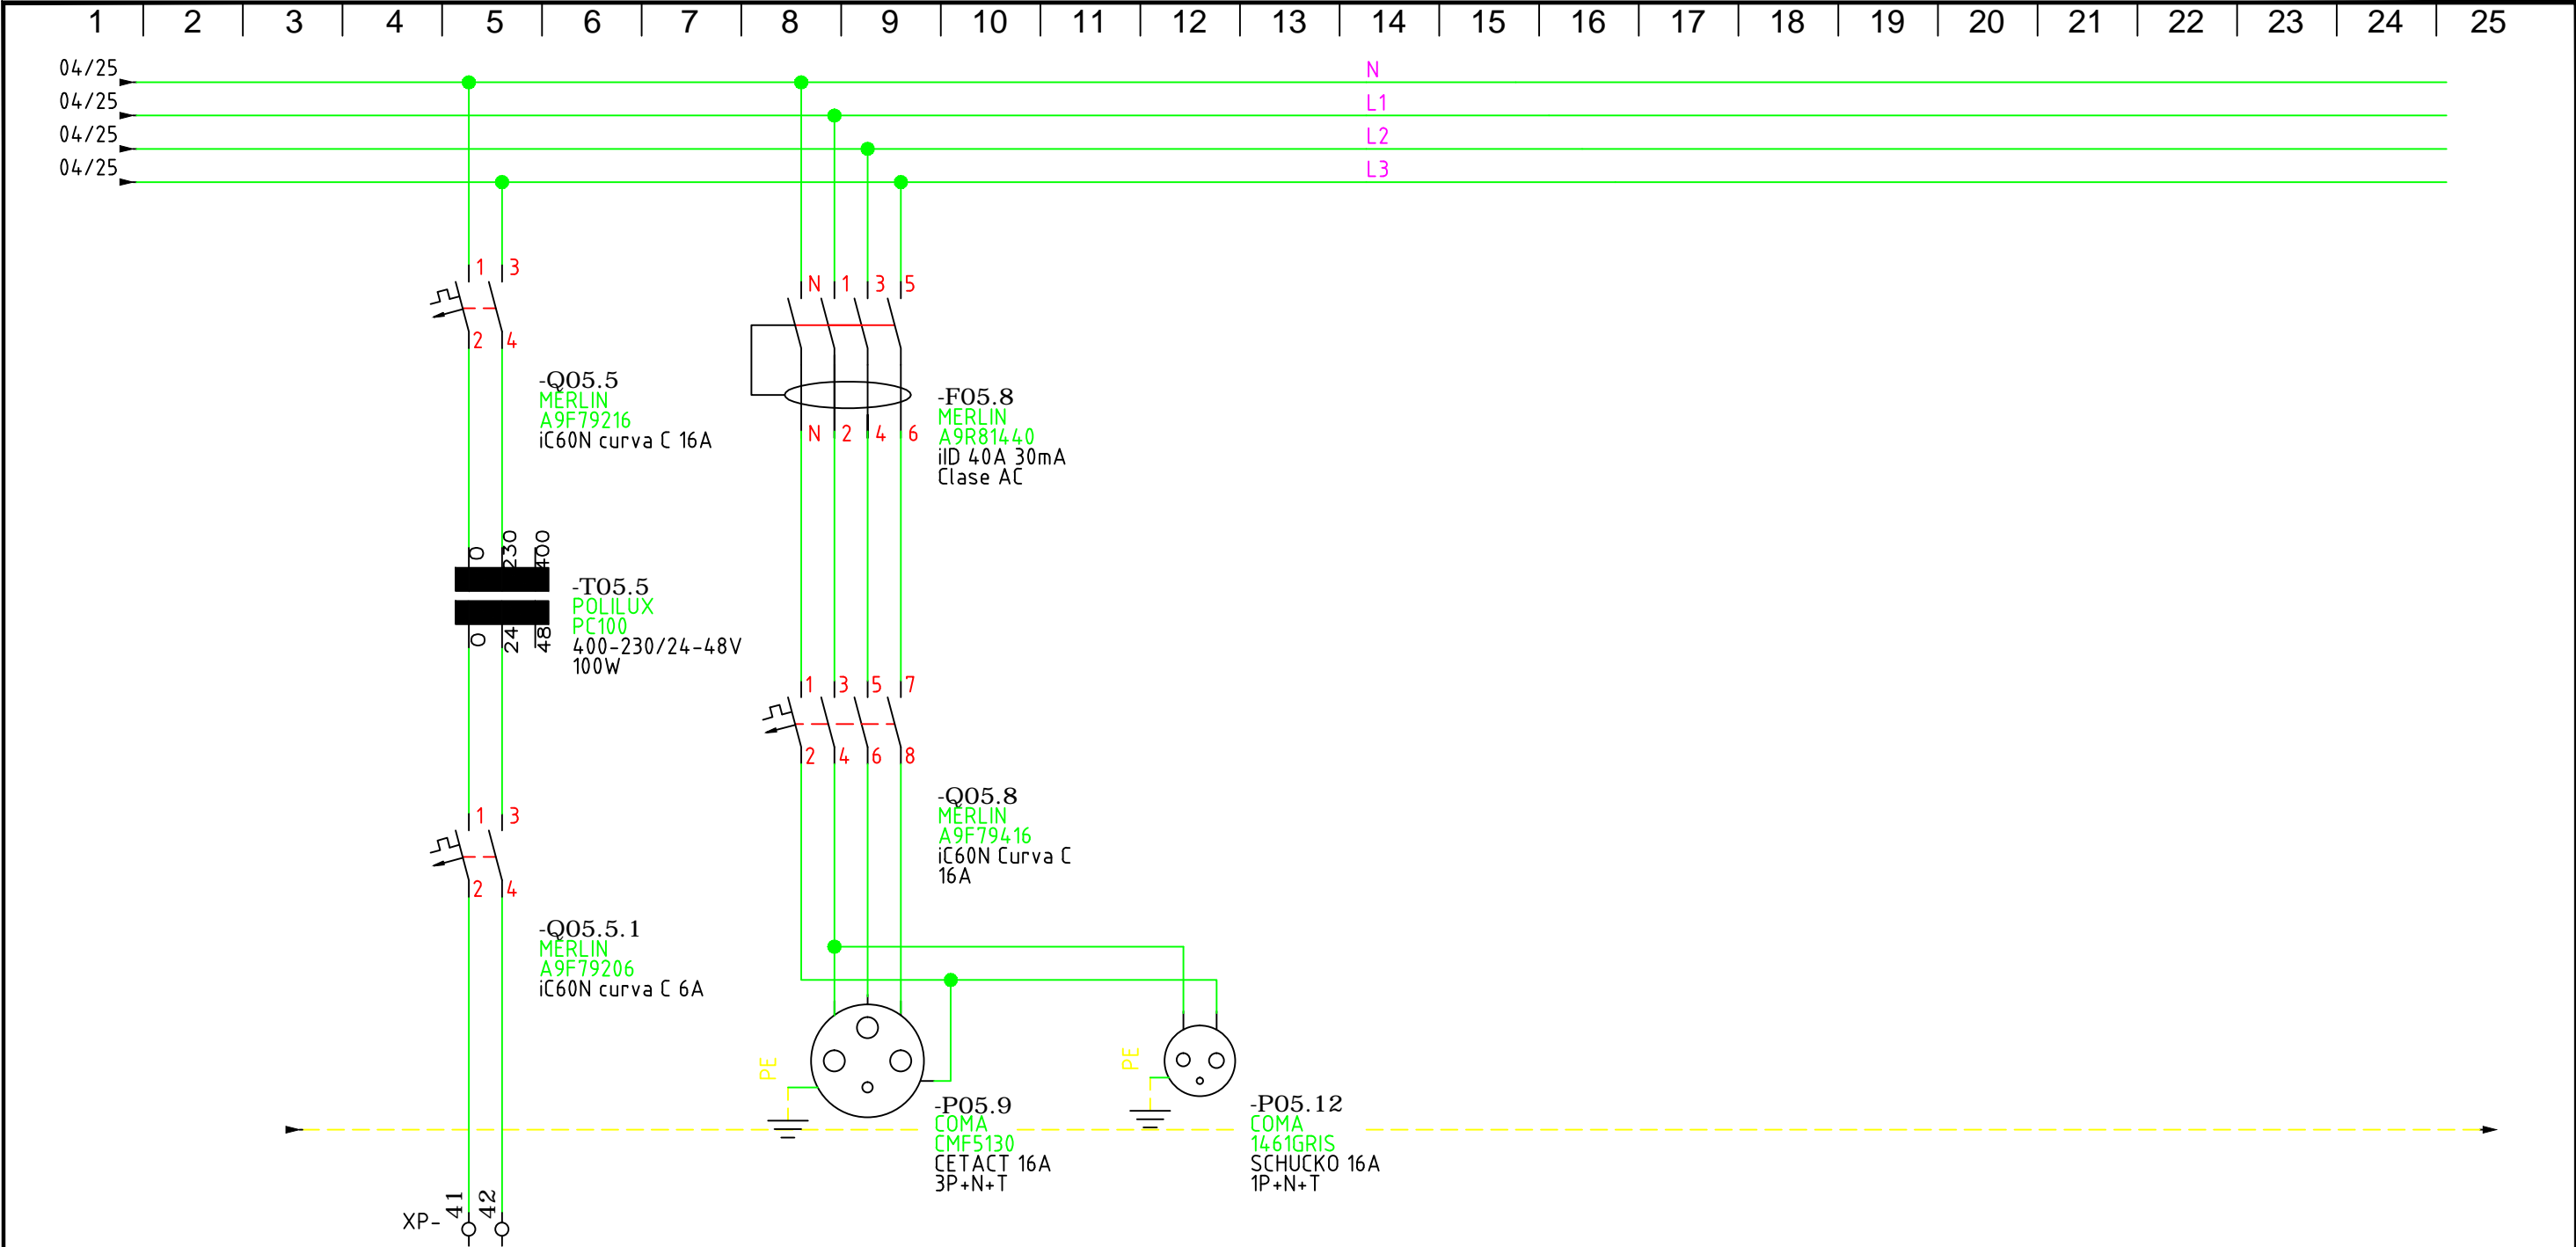 1 2 3 4 5 6 7 8 9 10 11 12 13 14 15 16 17 18 19 20 21 22 23 24 25
04/25 N
04/25 L1
04/25 L2
04/25 L3
1 3
2 4
-Q05.5
MERLIN
A9F79216
iC60N curva C 16A
N 1 3 5
N 2 4 6
-F05.8
MERLIN
A9R81440
iID 40A 30mA
Clase AC
0 230 400
0 24 48
-T05.5
POLILUX
PC100
400-230/24-48V
100W
1 3 5 7
2 4 6 8
-Q05.8
MERLIN
A9F79416
iC60N Curva C
16A
1 3
2 4
-Q05.5.1
MERLIN
A9F79206
iC60N curva C 6A
PE
-P05.9
COMA
CMF5130
CETACT 16A
3P+N+T
PE
-P05.12
COMA
1461GRIS
SCHUCKO 16A
1P+N+T
XP- 41 42